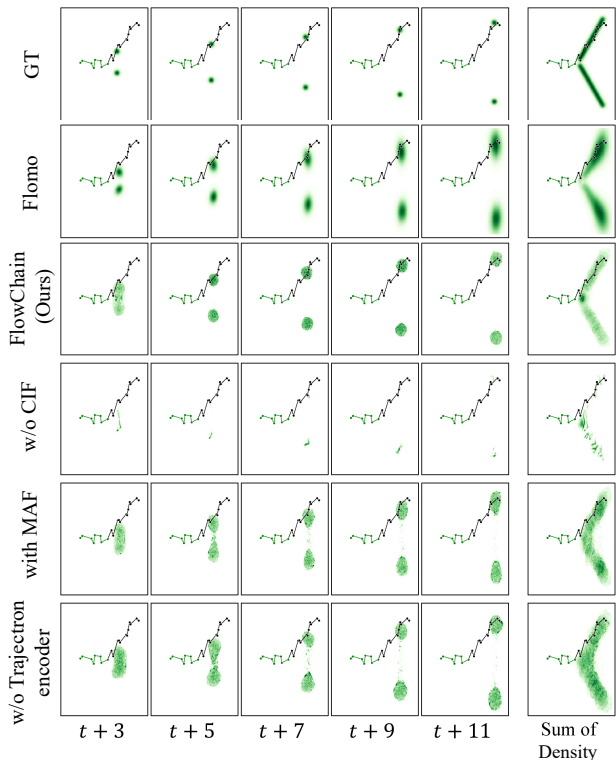 GT
Flomo
FlowChain
(Ours)
w/o CIF
with MAF
w/o Trajectron
encoder
t + 3
t + 5
t + 7
t + 9
t + 11
Sum of
Density